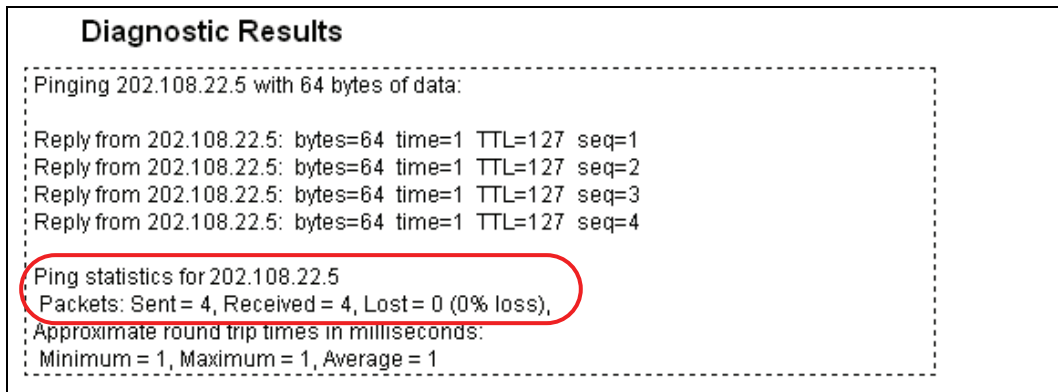 Diagnostic Results
Pinging 202.108.22.5 with 64 bytes of data:
Reply from 202.108.22.5: bytes=64 time=1 TTL=127 seq=1
Reply from 202.108.22.5: bytes=64 time=1 TTL=127 seq=2
Reply from 202.108.22.5: bytes=64 time=1 TTL=127 seq=3
Reply from 202.108.22.5: bytes=64 time=1 TTL=127 seq=4
Ping statistics for 202.108.22.5
Packets: Sent = 4, Received = 4, Lost = 0 (0% loss),
Approximate round trip times in milliseconds:
Minimum = 1, Maximum = 1, Average = 1